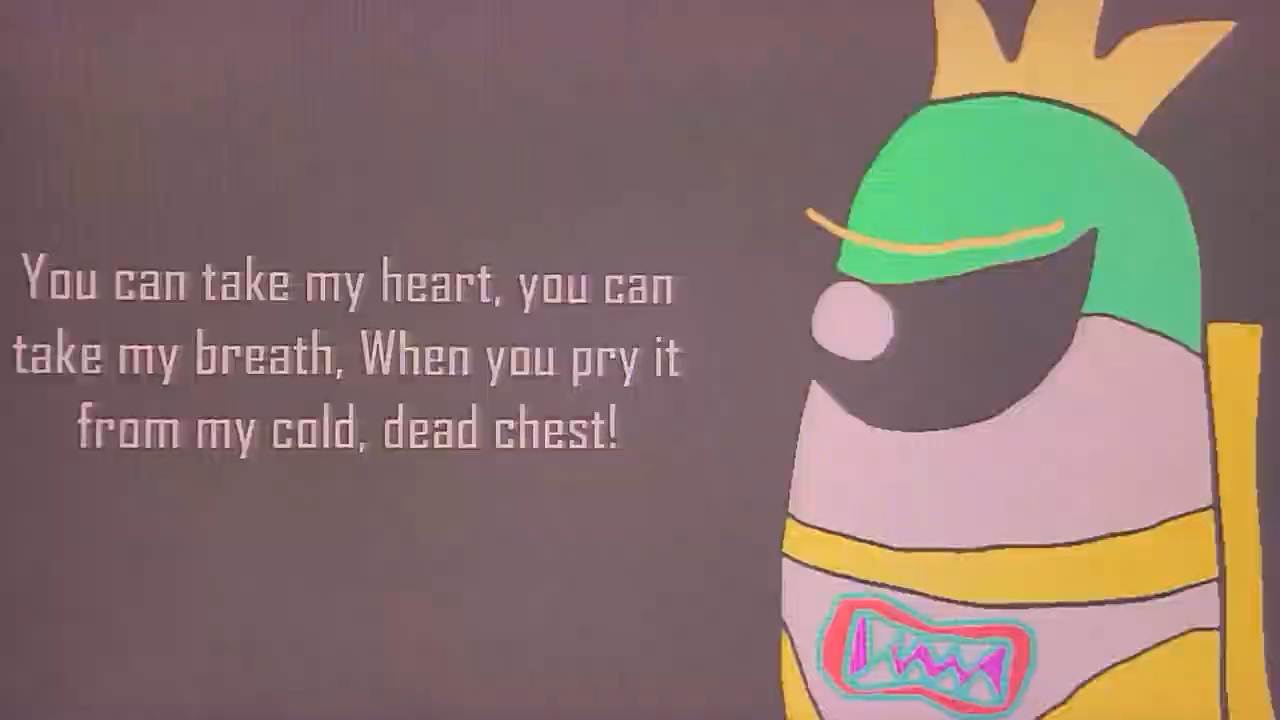 You can take my heart, you can
take my breath, When you pry it
from my cold, dead chest!